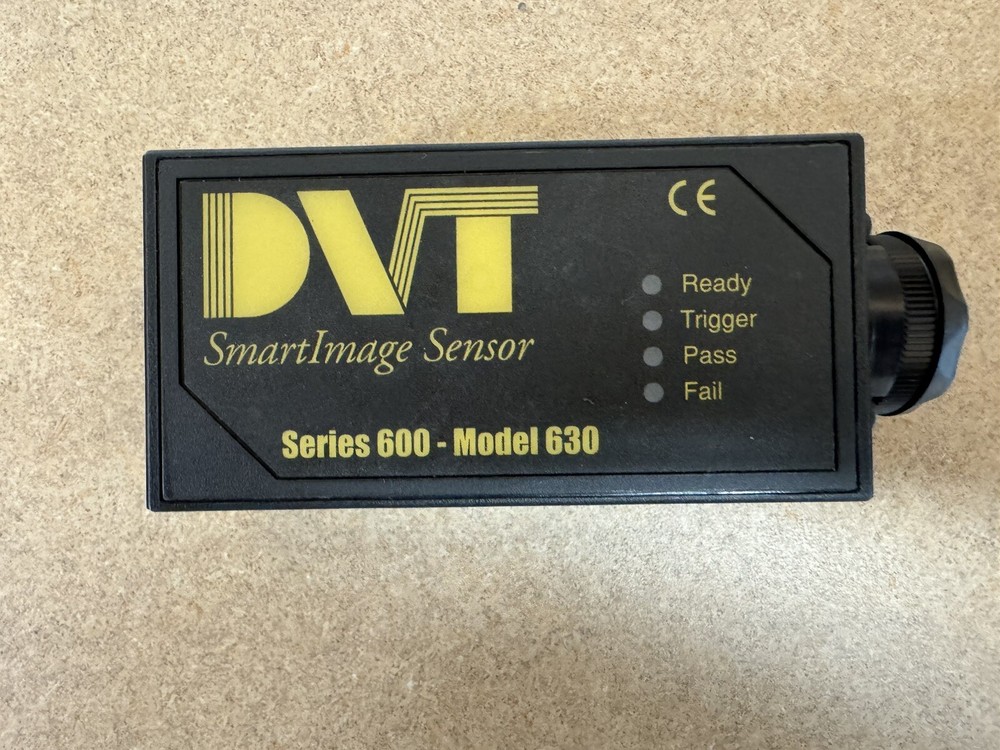 DVT
SmartImage Sensor
Series 600 - Model 630
CE
Ready
Trigger
Pass
Fail